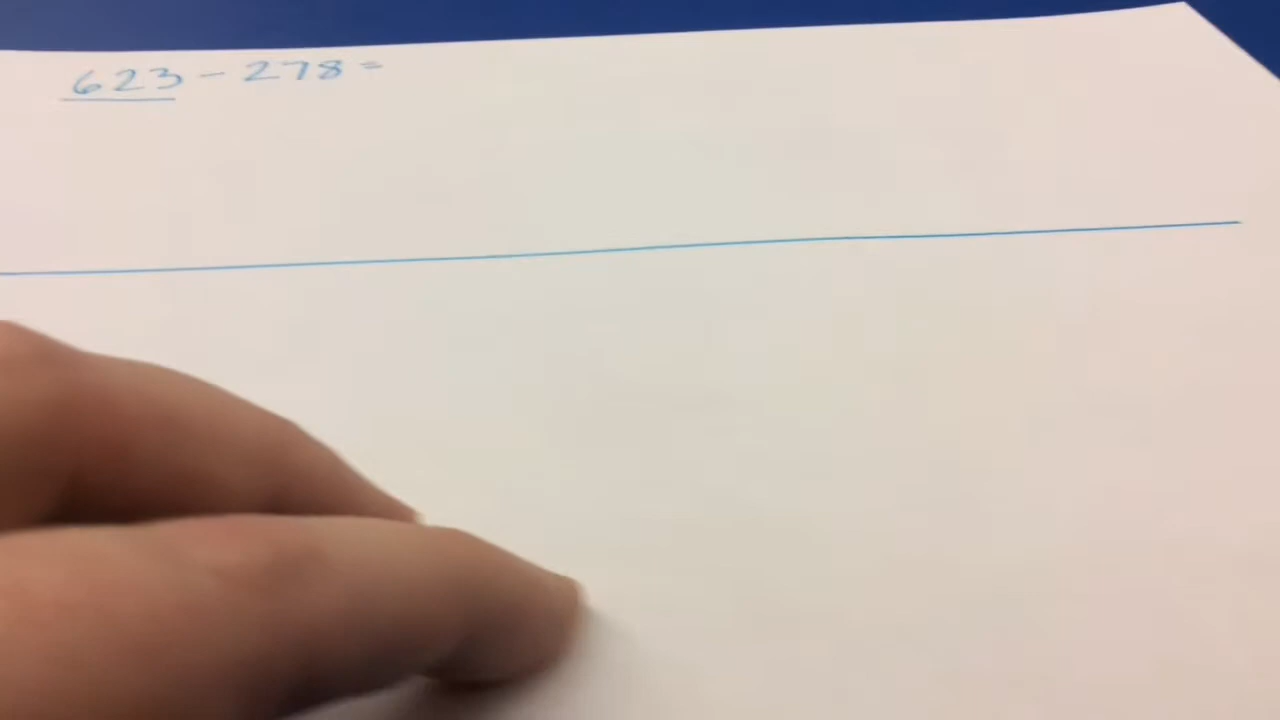 623 - 278 =